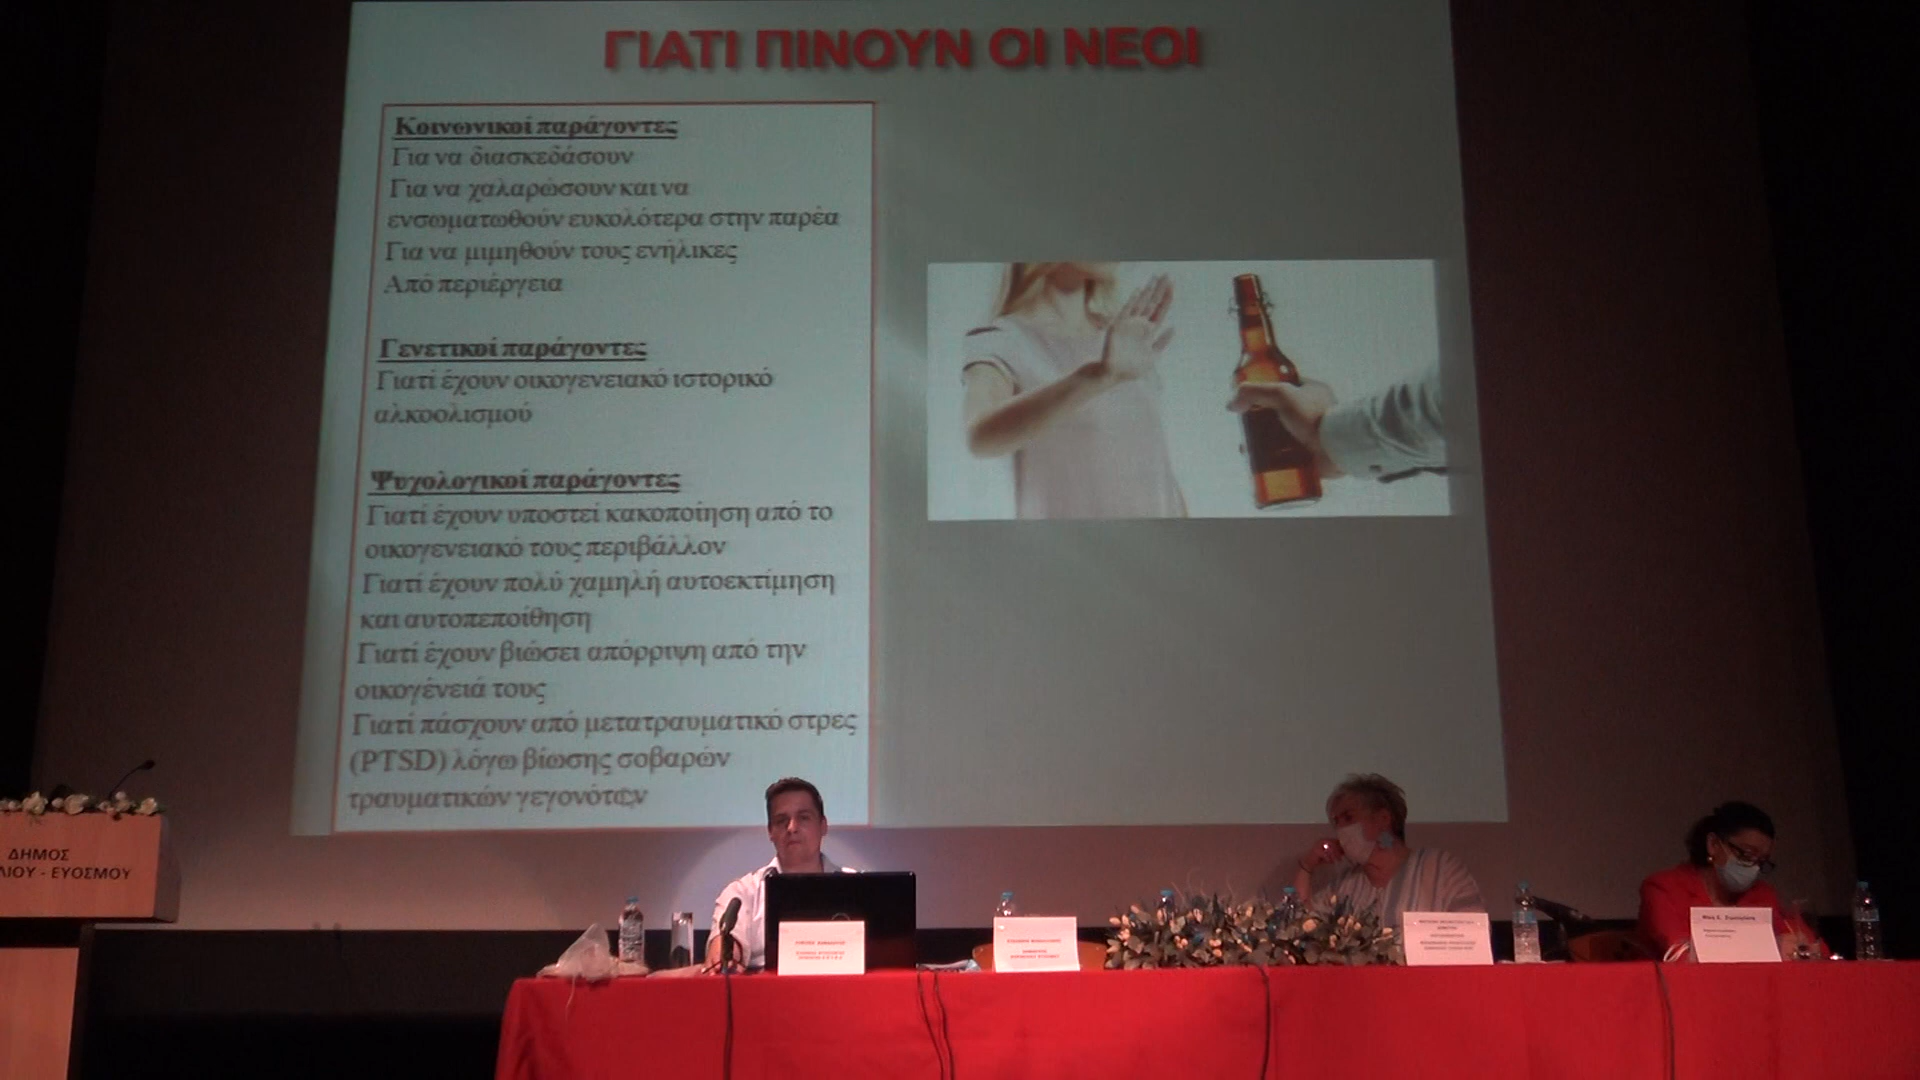 ΓΙΑΤΙ ΠΙΝΟΥΝ ΟΙ ΝΕΟΙ
Κοινωνικοί παράγοντες
Για να διασκεδάσουν
Για να χαλαρώσουν και να
ενσωματωθούν ευκολότερα στην παρέα
Για να μιμηθούν τους ενήλικες
Από περιέργεια
Γενετικοί παράγοντες
Γιατί έχουν οικογενειακό ιστορικό
αλκοολισμού
Ψυχολογικοί παράγοντες
Γιατί έχουν υποστεί κακοποίηση από το
οικογενειακό τους περιβάλλον
Γιατί έχουν πολύ χαμηλή αυτοεκτίμηση
και αυτοπεποίθηση
Γιατί έχουν βιώσει απόρριψη από την
οικογένειά τους
Γιατί πάσχουν από μετατραυματικό στρες
(PTSD) λόγω βίωσης σοβαρών
τραυματικών γεγονότων
ΔΗΜΟΣ
ΛΙΟΥ - ΕΥΟΣΜΟΥ